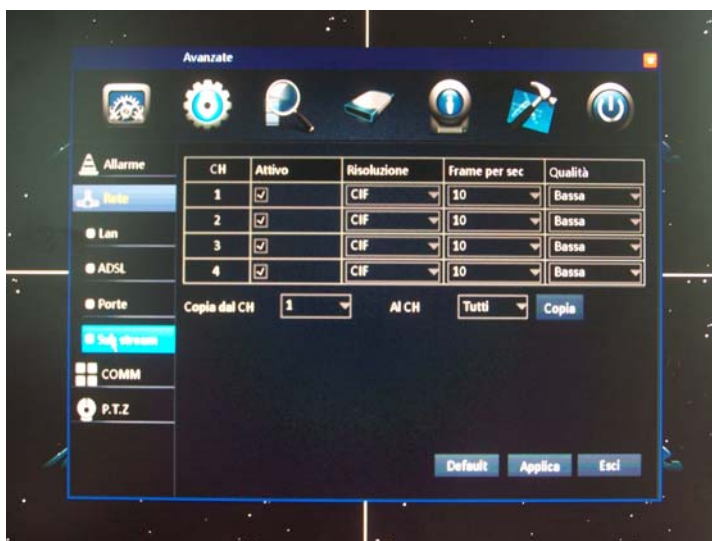 Avanzate
Allarme
Rete
Lan
ADSL
Porte
Sub stream
COMM
P.T.Z
CH Attivo Risoluzione Frame per sec Qualità
1 CIF 10 Bassa
2 CIF 10 Bassa
3 CIF 10 Bassa
4 CIF 10 Bassa
Copia dal CH 1 Al CH Tutti Copia
Default Applica Esci